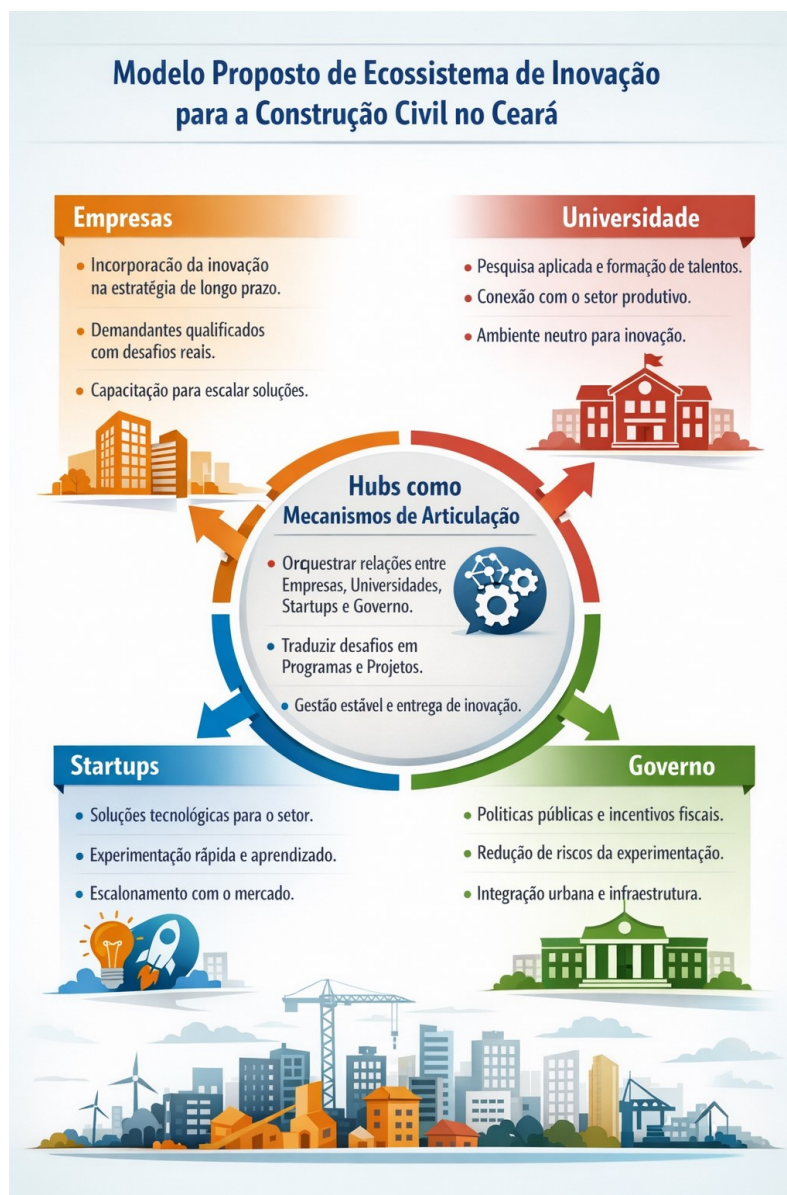 Modelo Proposto de Ecossistema de Inovação
para a Construção Civil no Ceará
Empresas
• Incorporacão da inovação
na estratégia de longo prazo.
• Demandantes qualificados
com desafios reais.
• Capacitação para escalar soluções.
Universidade
• Pesquisa aplicada e formação de talentos.
• Conexão com o setor produtivo.
• Ambiente neutro para inovação.
Hubs como
Mecanismos de Articulação
• Orquestrar relações entre
Empresas, Universidades,
Startups e Governo.
• Traduzir desafios em
Programas e Projetos.
• Gestão estável e entrega de inovação.
Startups
• Soluções tecnológicas para o setor.
• Experimentação rápida e aprendizado.
• Escalonamento com o mercado.
Governo
• Politicas públicas e incentivos fiscais.
• Redução de riscos da experimentação.
• Integração urbana e infraestrutura.